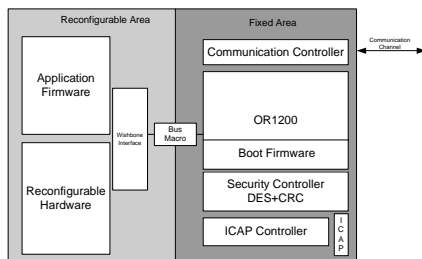 Reconfigurable Area
Fixed Area
Communication Controller
Communication
Channel
Application
Firmware
Wishbone
Interface
Bus
Macro
OR1200
Boot Firmware
Reconfigurable
Hardware
Security Controller
DES+CRC
ICAP Controller
I
C
A
P